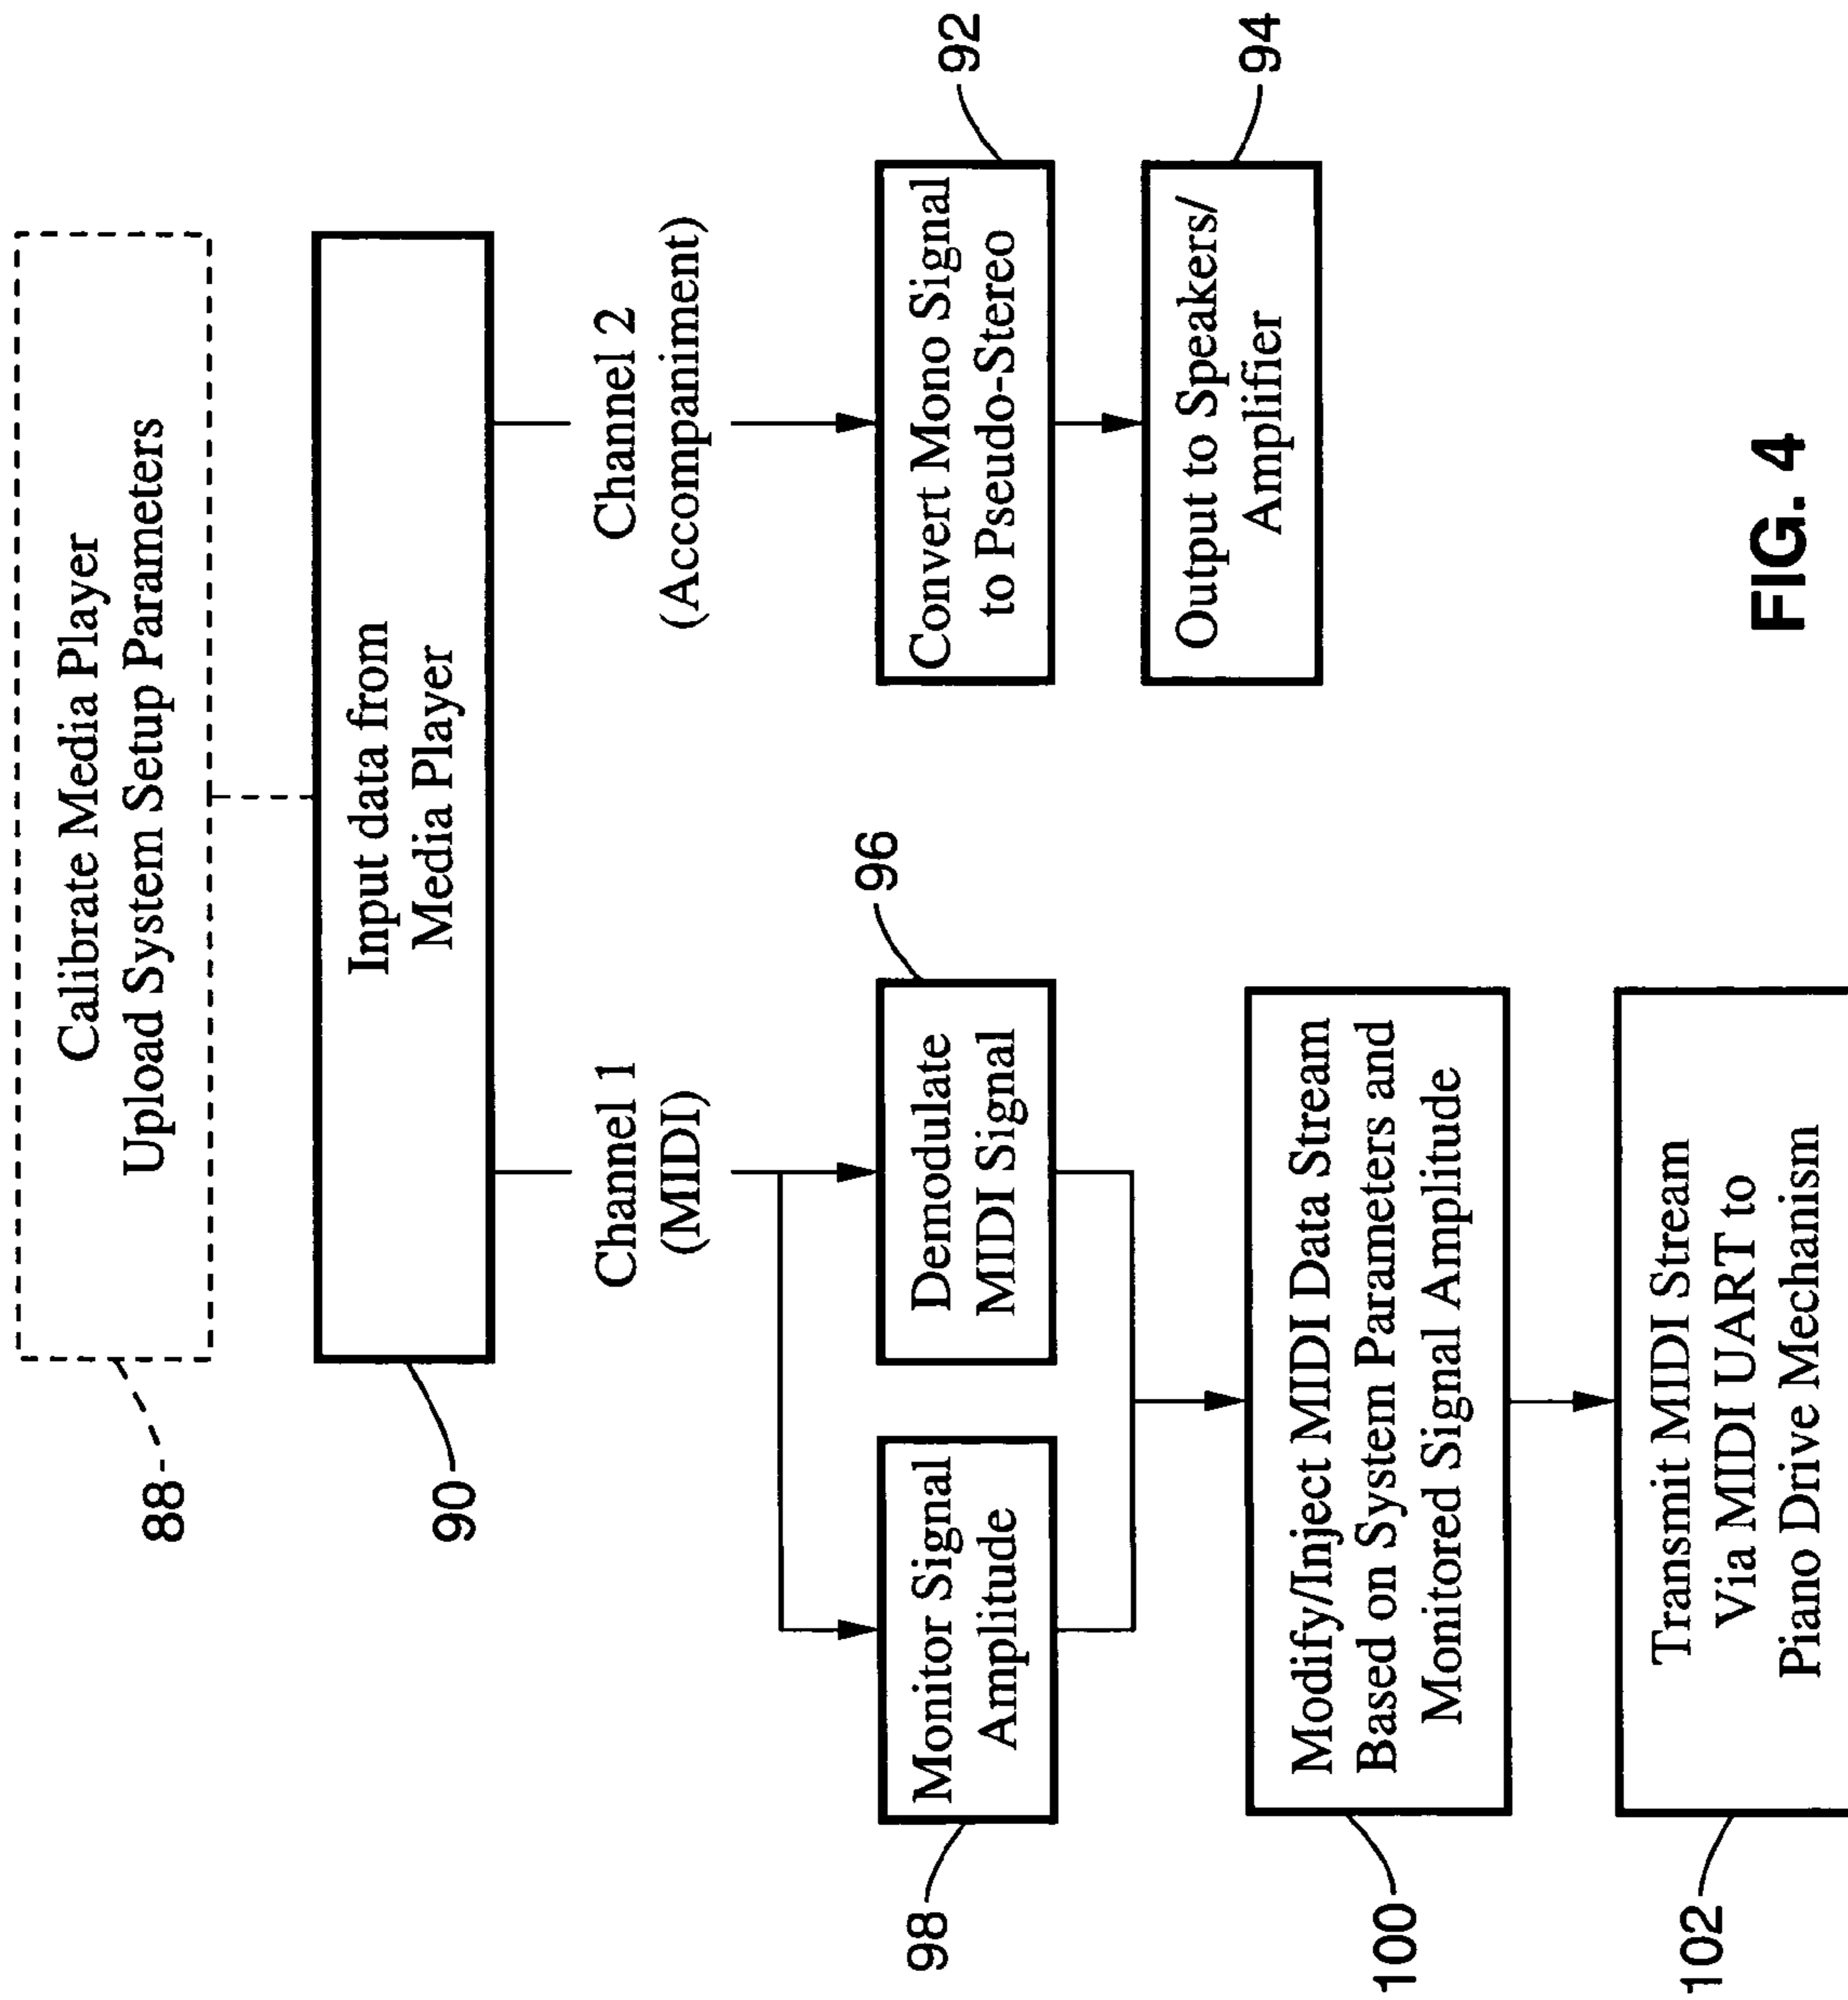 Calibrate Media Player
Upload System Setup Parameters
88
Input data from
Media Player
90
Channel 1
(MIDI)
Channel 2
(Accompaniment)
Monitor Signal
Amplitude
98
Demodulate
MIDI Signal
96
Convert Mono Signal
to Pseudo-Stereo
92
Output to Speakers/
Amplifier
94
Modify/Inject MIDI Data Stream
Based on System Parameters and
Monitored Signal Amplitude
100
Transmit MIDI Stream
Via MIDI UART to
Piano Drive Mechanism
102
FIG. 4